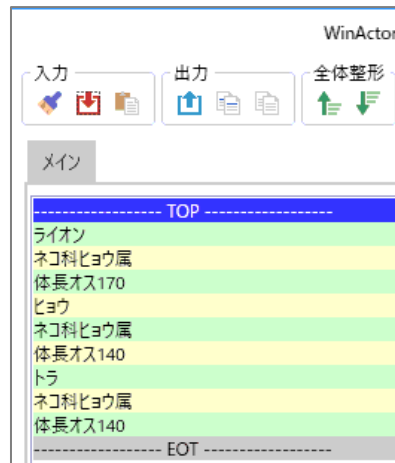 WinActor
入力
出力
全体整形
メイン
------------------ TOP ------------------
ライオン
ネコ科ヒョウ属
体長オス170
ヒョウ
ネコ科ヒョウ属
体長オス140
トラ
ネコ科ヒョウ属
体長オス140
------------------ EOT ------------------